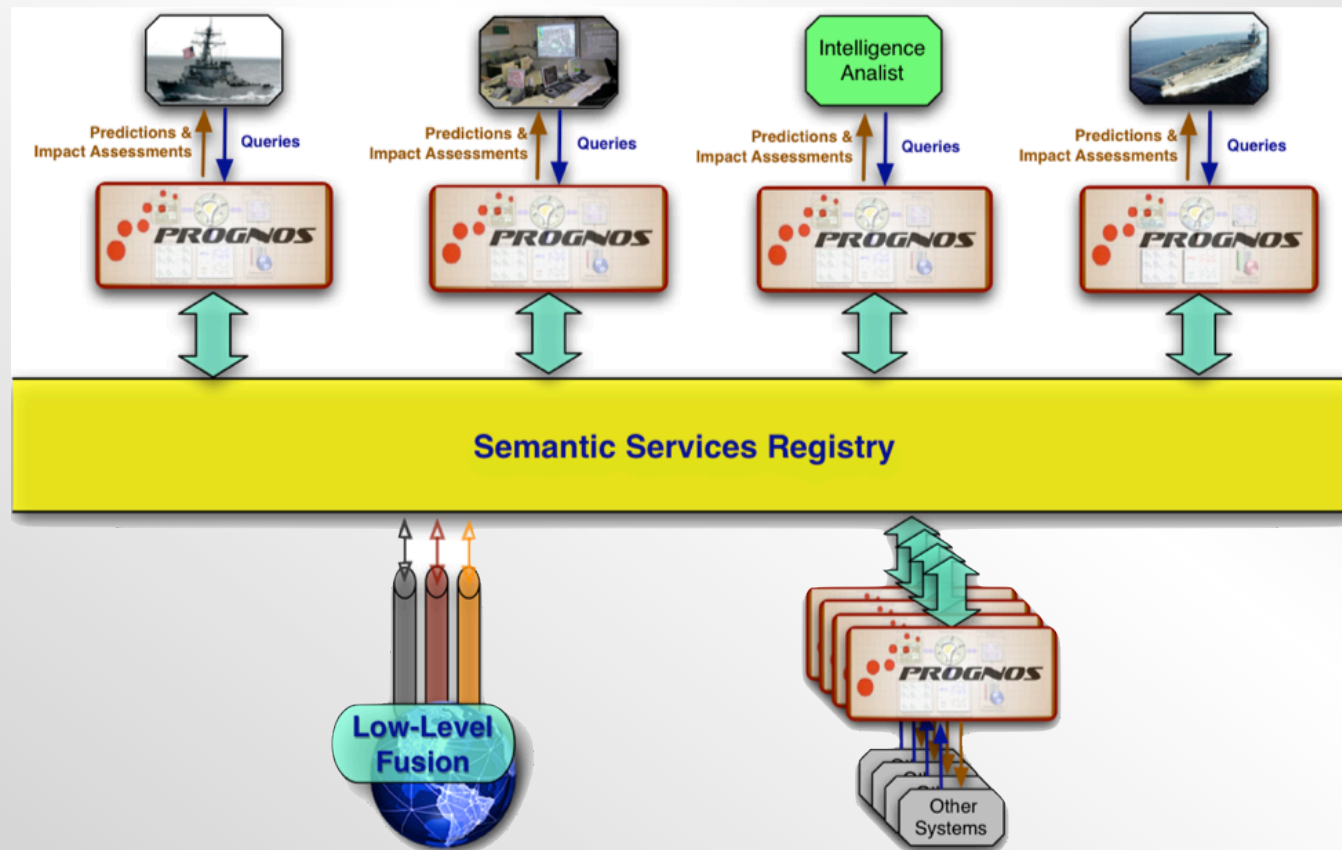 Intelligence
Analist
Predictions &
Impact Assessments
Queries
Predictions &
Impact Assessments
Queries
Predictions &
Impact Assessments
Queries
Predictions &
Impact Assessments
Queries
PROGNOS
PROGNOS
PROGNOS
PROGNOS
Semantic Services Registry
PROGNOS
Low-Level
Fusion
Other
Systems